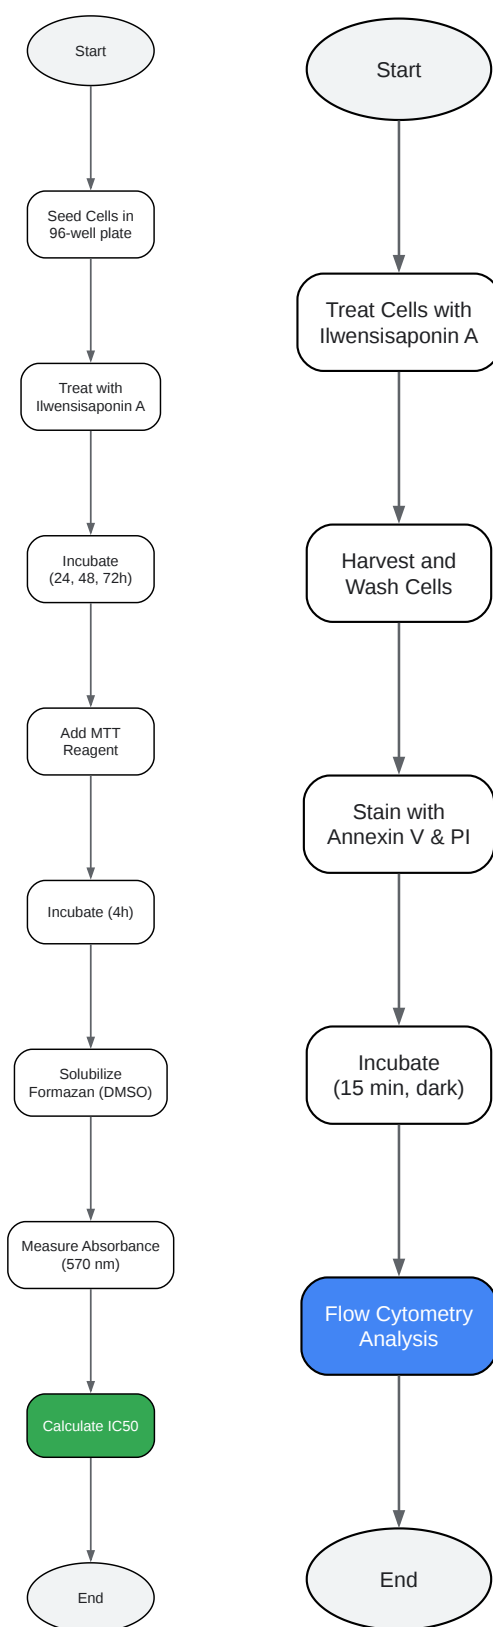 Start
Seed Cells in
96-well plate
Treat with
Ilwensisaponin A
Incubate
(24, 48, 72h)
Add MTT
Reagent
Incubate (4h)
Solubilize
Formazan (DMSO)
Measure Absorbance
(570 nm)
Calculate IC50
End
Start
Treat Cells with
Ilwensisaponin A
Harvest and
Wash Cells
Stain with
Annexin V & PI
Incubate
(15 min, dark)
Flow Cytometry
Analysis
End